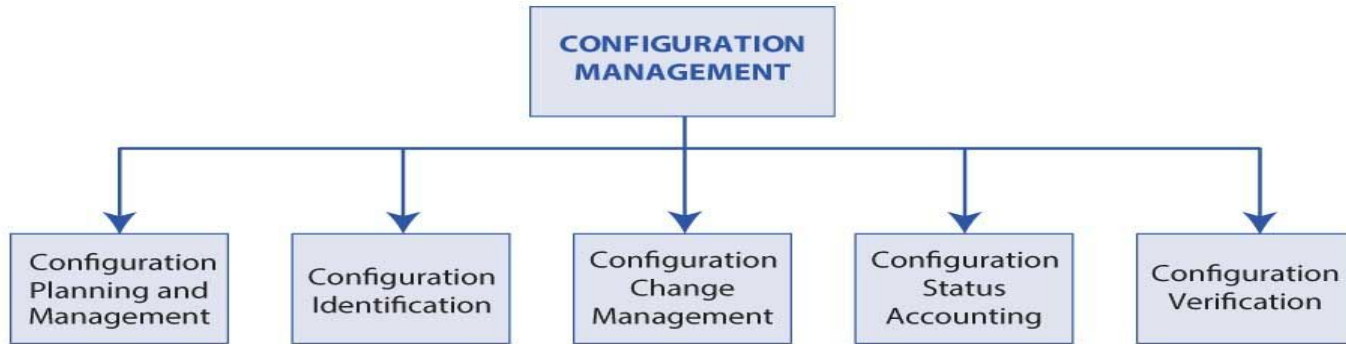 CONFIGURATION
MANAGEMENT
Configuration
Planning and
Management
Configuration
Identification
Configuration
Change
Management
Configuration
Status
Accounting
Configuration
Verification